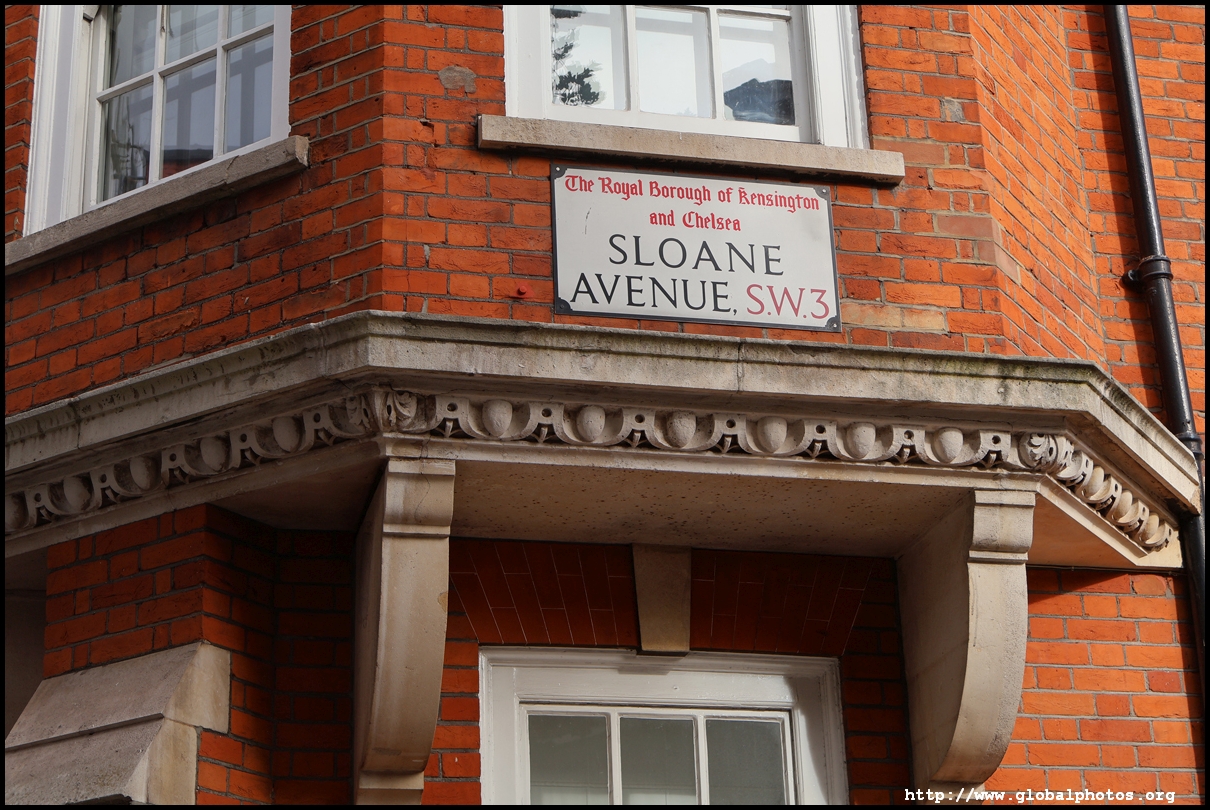 The Royal Borough of Kensington
and Chelsea
SLOANE
AVENUE, S.W.3
http://www.globalphotos.org